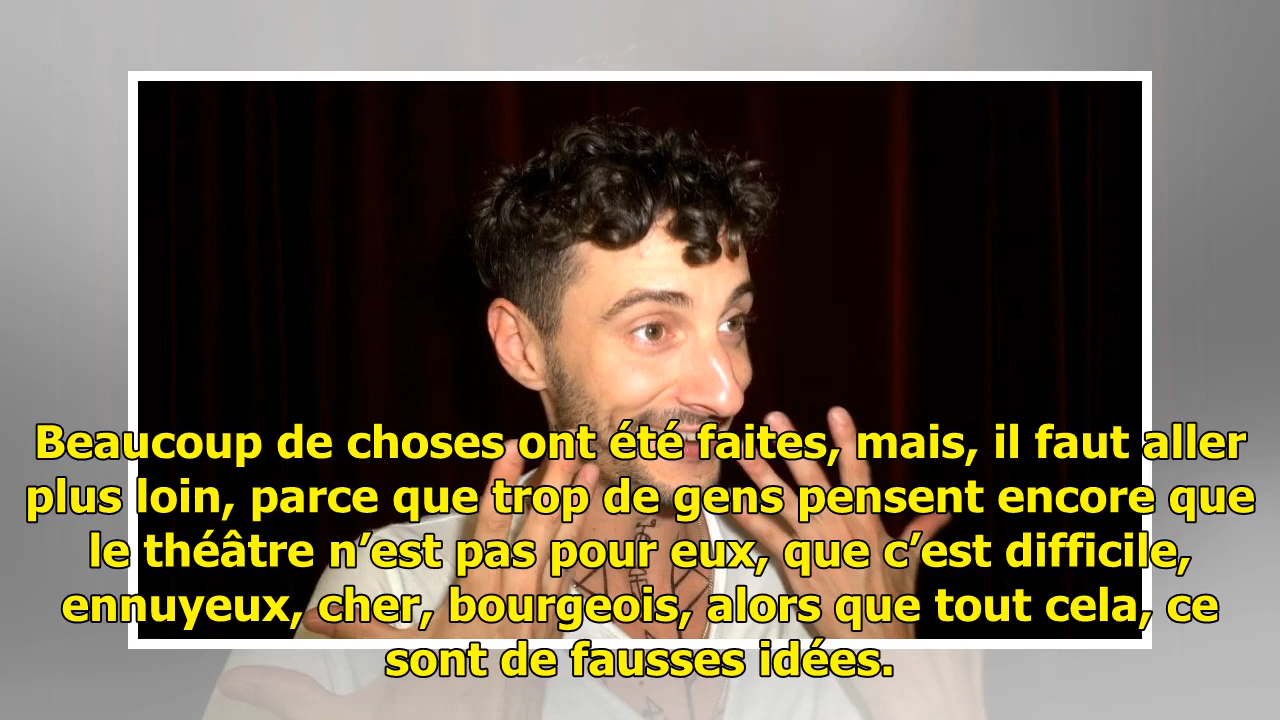 Beaucoup de choses ont été faites, mais, il faut aller
plus loin, parce que trop de gens pensent encore que
le théâtre n’est pas pour eux, que c’est difficile,
ennuyeux, cher, bourgeois, alors que tout cela, ce
sont de fausses idées.